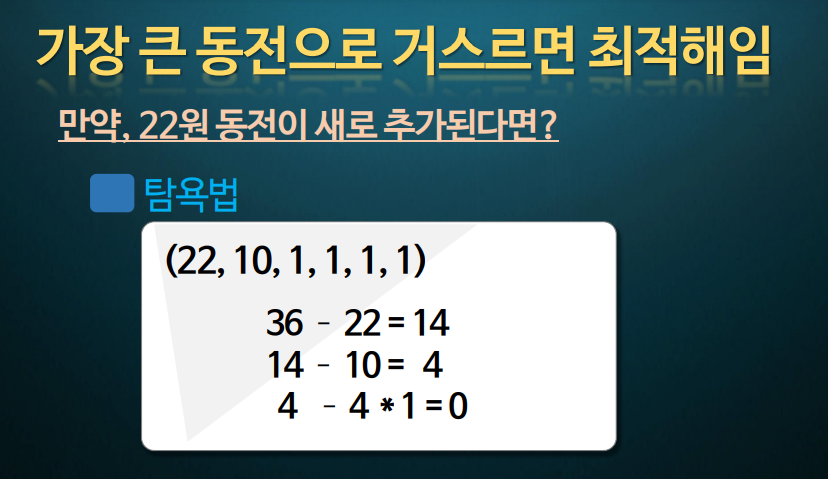 가장 큰 동전으로 거스르면 최적해임
만약, 22원 동전이 새로 추가된다면?
탐욕법
(22, 10, 1, 1, 1, 1)
36 - 22 = 14
14 - 10 = 4
4 - 4 * 1 = 0